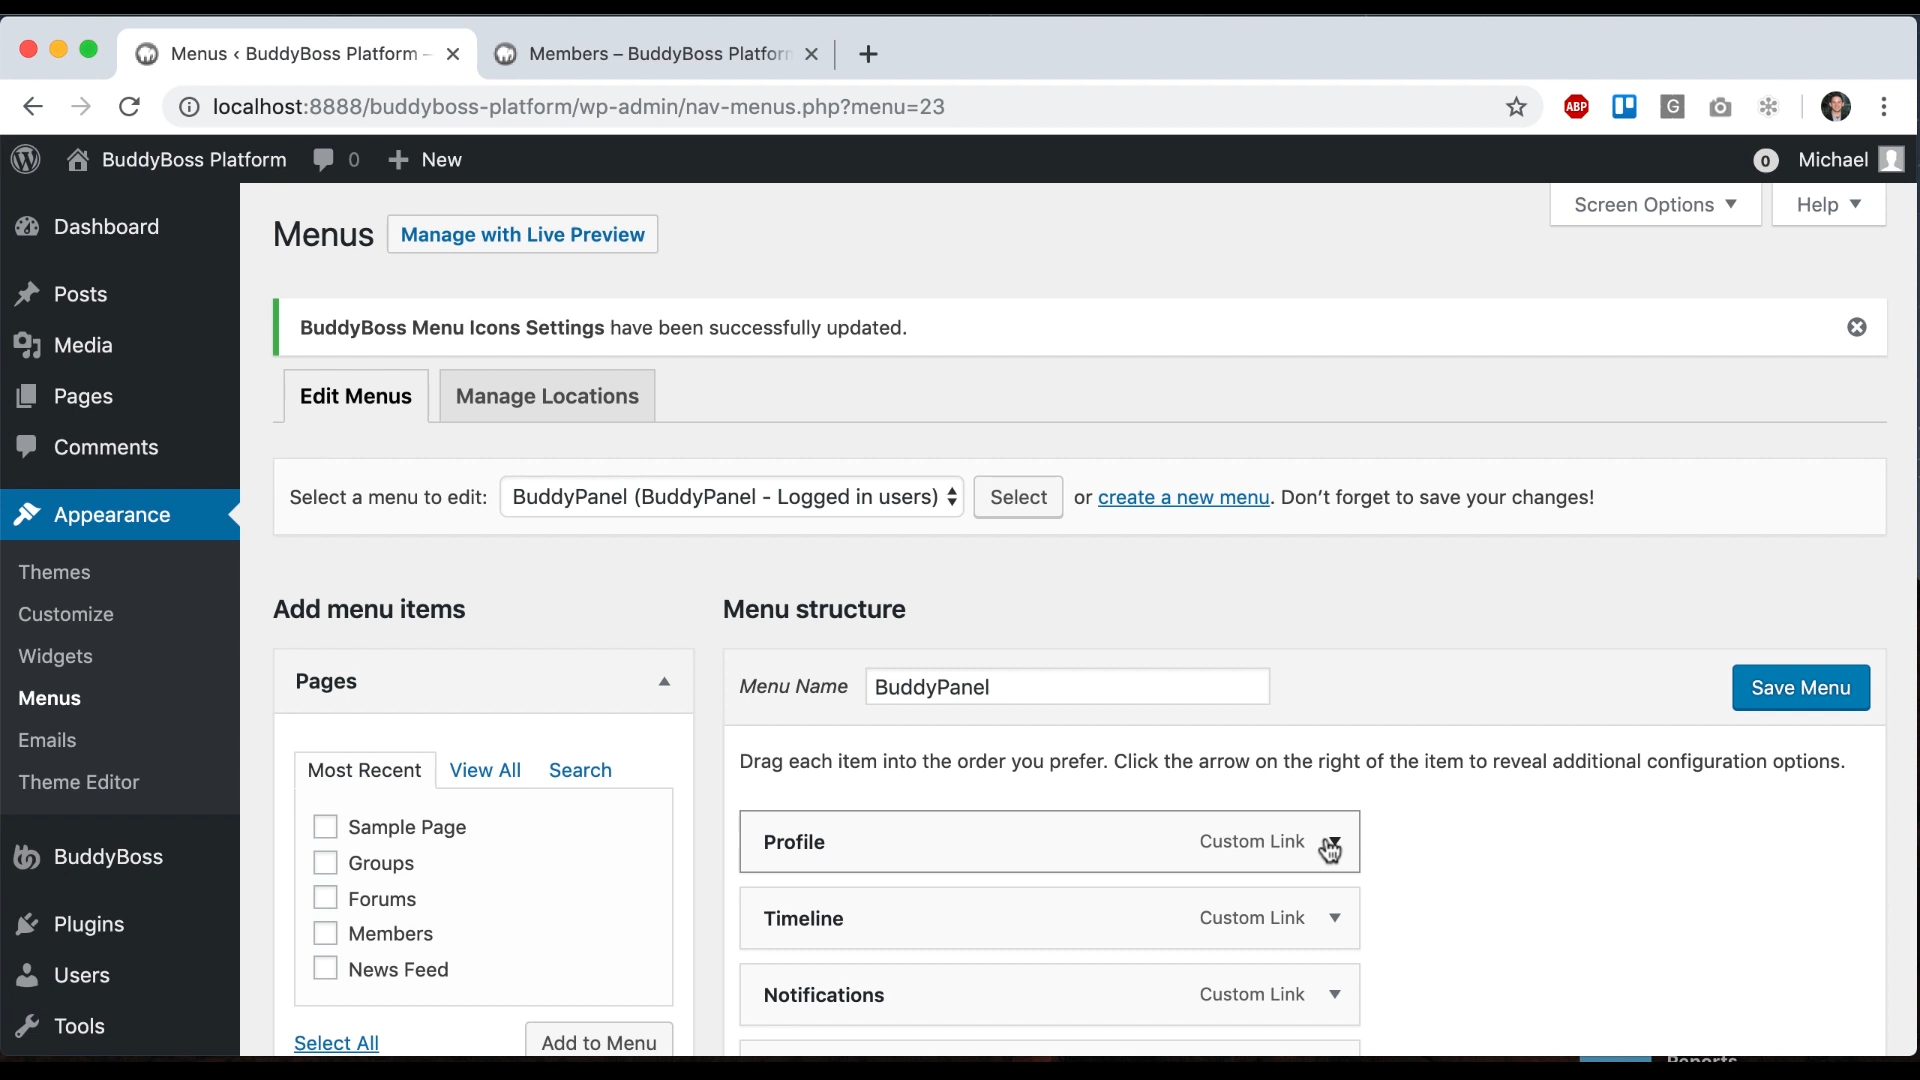 Menus ‹ BuddyBoss Platform –
Members – BuddyBoss Platform
localhost:8888/buddyboss-platform/wp-admin/nav-menus.php?menu=23
ABP
G
BuddyBoss Platform 0 New
0 Michael
Dashboard
Posts
Media
Pages
Comments
Appearance
Themes
Customize
Widgets
Menus
Emails
Theme Editor
BuddyBoss
Plugins
Users
Tools
Screen Options Help
Menus Manage with Live Preview
BuddyBoss Menu Icons Settings have been successfully updated.
Edit Menus Manage Locations
Select a menu to edit: BuddyPanel (BuddyPanel - Logged in users) Select or create a new menu. Don’t forget to save your changes!
Add menu items
Pages
Most Recent View All Search
Sample Page
Groups
Forums
Members
News Feed
Select All Add to Menu
Menu structure
Menu Name BuddyPanel Save Menu
Drag each item into the order you prefer. Click the arrow on the right of the item to reveal additional configuration options.
Profile Custom Link
Timeline Custom Link
Notifications Custom Link